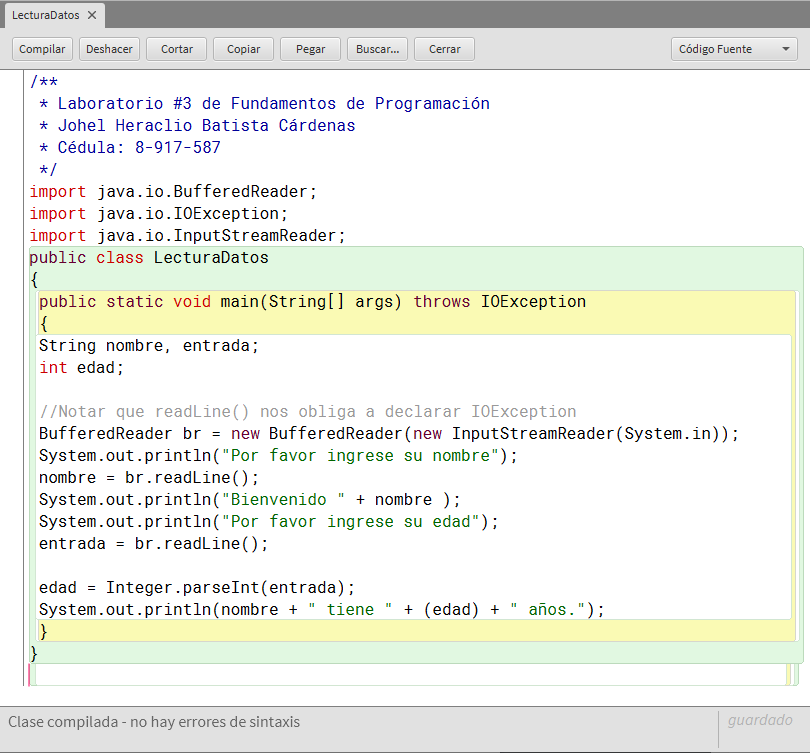 LecturaDatos ✕
Compilar Deshacer Cortar Copiar Pegar Buscar... Cerrar Código Fuente
/**
 * Laboratorio #3 de Fundamentos de Programación
 * Johel Heraclio Batista Cárdenas
 * Cédula: 8-917-587
 */
import java.io.BufferedReader;
import java.io.IOException;
import java.io.InputStreamReader;
public class LecturaDatos
{
public static void main(String[] args) throws IOException
{
String nombre, entrada;
int edad;
//Notar que readLine() nos obliga a declarar IOException
BufferedReader br = new BufferedReader(new InputStreamReader(System.in));
System.out.println("Por favor ingrese su nombre");
nombre = br.readLine();
System.out.println("Bienvenido " + nombre );
System.out.println("Por favor ingrese su edad");
entrada = br.readLine();
edad = Integer.parseInt(entrada);
System.out.println(nombre + " tiene " + (edad) + " años.");
}
}
Clase compilada - no hay errores de sintaxis
guardado